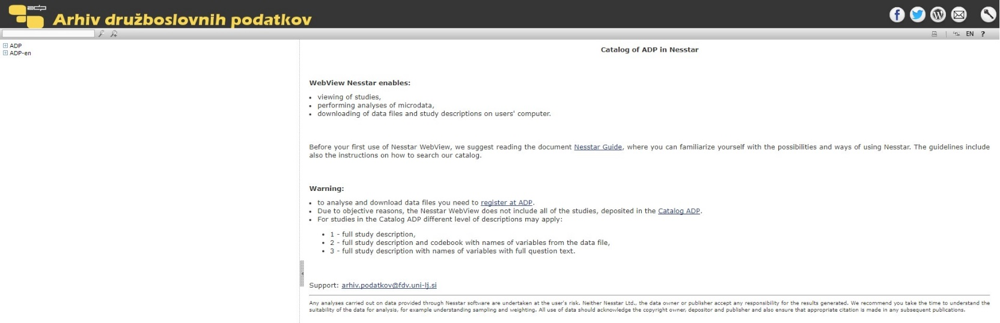 adp
Arhiv družboslovnih podatkov
EN ?
ADP
ADP-en
Catalog of ADP in Nesstar
WebView Nesstar enables:
• viewing of studies,
• performing analyses of microdata,
• downloading of data files and study descriptions on users' computer.
Before your first use of Nesstar WebView, we suggest reading the document Nesstar Guide, where you can familiarize yourself with the possibilities and ways of using Nesstar. The guidelines include
also the instructions on how to search our catalog.
Warning:
• to analyse and download data files you need to register at ADP.
• Due to objective reasons, the Nesstar WebView does not include all of the studies, deposited in the Catalog ADP.
• For studies in the Catalog ADP different level of descriptions may apply:
• 1 - full study description,
• 2 - full study description and codebook with names of variables from the data file,
• 3 - full study description with names of variables with full question text.
Support: arhiv.podatkov@fdv.uni-lj.si
Any analyses carried out on data provided through Nesstar software are undertaken at the user's risk. Neither Nesstar Ltd., the data owner or publisher accept any responsibility for the results generated. We recommend you take the time to understand the
suitability of the data for analysis, for example understanding sampling and weighting. All use of data should acknowledge the copyright owner, depositor and publisher and also ensure that appropriate citation is made in any subsequent publications.